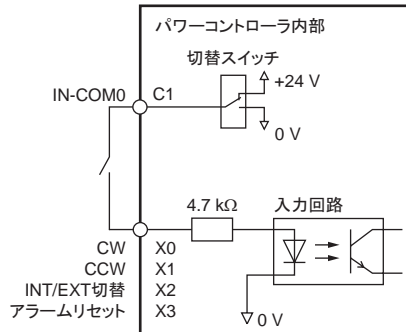 パワーコントローラ内部
切替スイッチ
+24 V
IN-COM0 C1
0 V
4.7 kΩ 入力回路
CW X0
CCW X1
INT/EXT切替 X2
アラームリセット X3
0 V